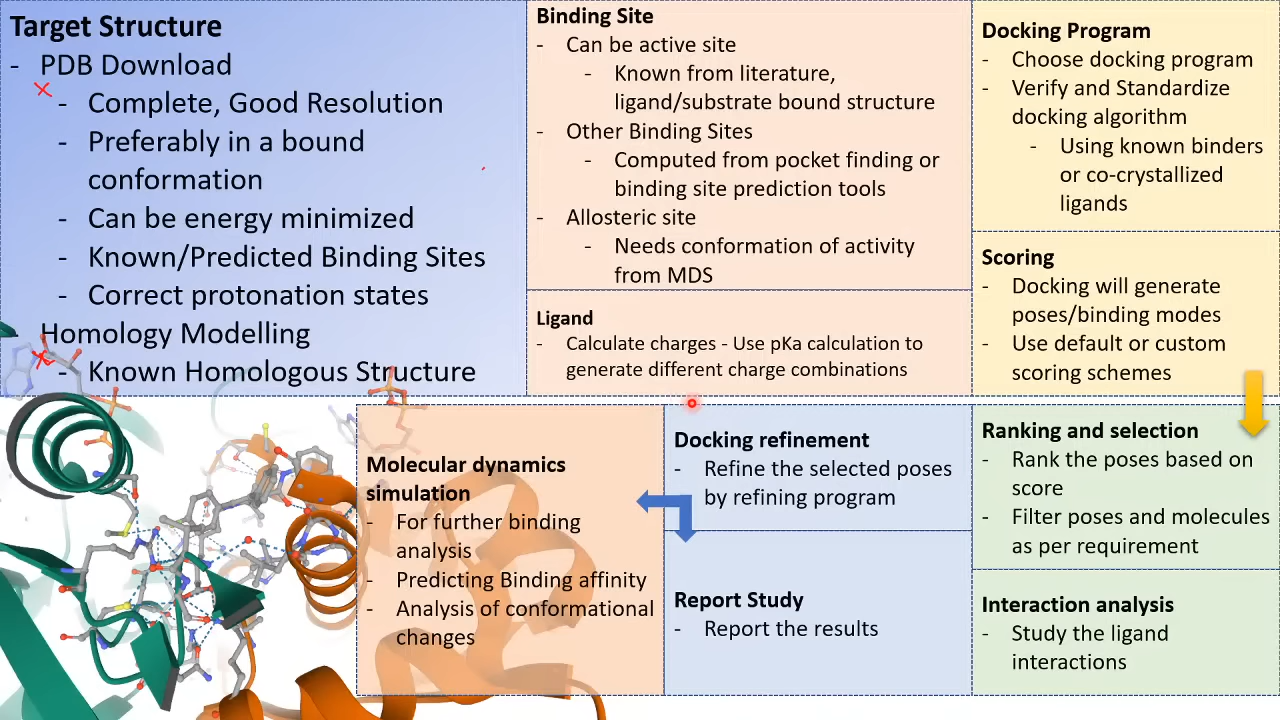 Target Structure
- PDB Download
- Complete, Good Resolution
- Preferably in a bound
conformation
- Can be energy minimized
- Known/Predicted Binding Sites
- Correct protonation states
- Homology Modelling
- Known Homologous Structure
Binding Site
- Can be active site
- Known from literature,
ligand/substrate bound structure
- Other Binding Sites
- Computed from pocket finding or
binding site prediction tools
- Allosteric site
- Needs conformation of activity
from MDS
Ligand
- Calculate charges - Use pKa calculation to
generate different charge combinations
Docking Program
- Choose docking program
- Verify and Standardize
docking algorithm
- Using known binders
or co-crystallized
ligands
Scoring
- Docking will generate
poses/binding modes
- Use default or custom
scoring schemes
Ranking and selection
- Rank the poses based on
score
- Filter poses and molecules
as per requirement
Interaction analysis
- Study the ligand
interactions
Docking refinement
- Refine the selected poses
by refining program
Report Study
- Report the results
Molecular dynamics
simulation
- For further binding
analysis
- Predicting Binding affinity
- Analysis of conformational
changes